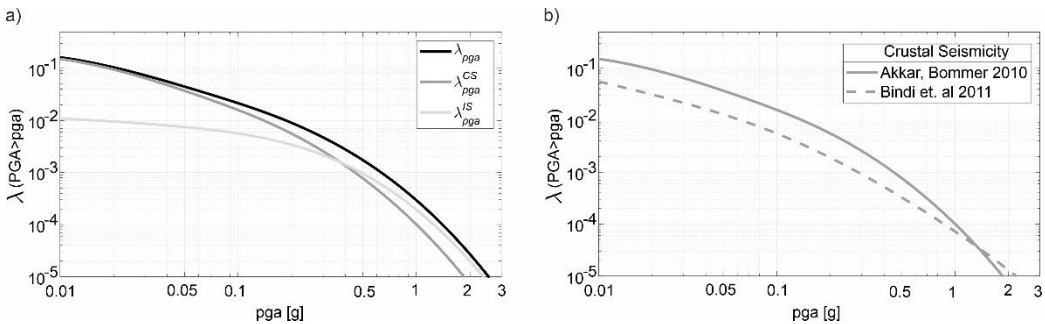 a)
λ (PGA>pga)
10^-1
10^-2
10^-3
10^-4
10^-5
0.01
0.05
0.1
0.5
1
2
3
pga [g]
λ_pga
λ_pga^CS
λ_pga^IS
b)
λ (PGA>pga)
10^-1
10^-2
10^-3
10^-4
10^-5
0.01
0.05
0.1
0.5
1
2
3
pga [g]
Crustal Seismicity
Akkar, Bommer 2010
Bindi et. al 2011